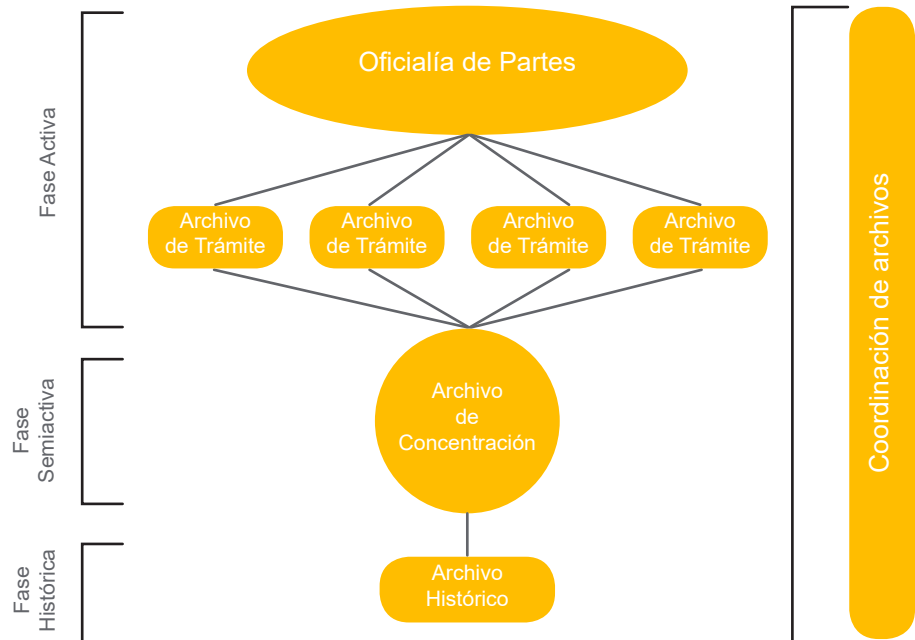 Oficialía de Partes
Fase Activa
Archivo
de Trámite
Archivo
de Trámite
Archivo
de Trámite
Archivo
de Trámite
Archivo
de
Concentración
Fase
Semiactiva
Archivo
Histórico
Fase
Histórica
Coordinación de archivos